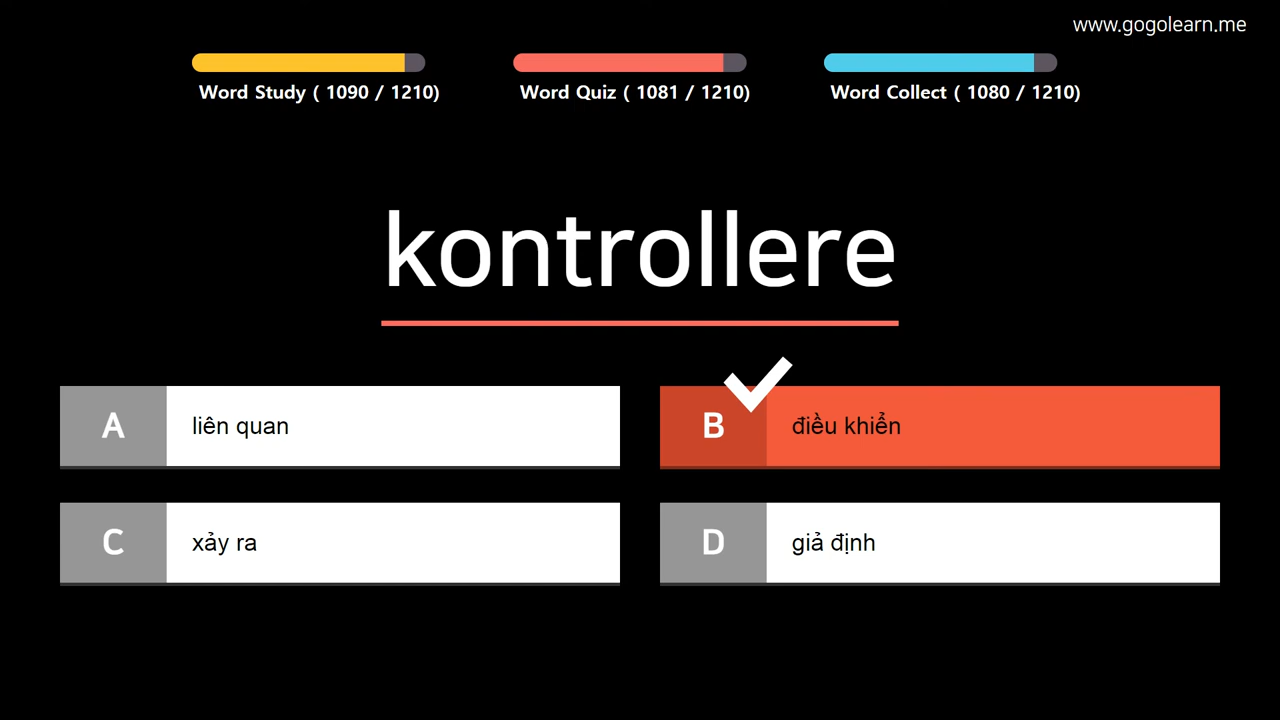 www.gogolearn.me
Word Study ( 1090 / 1210)
Word Quiz ( 1081 / 1210)
Word Collect ( 1080 / 1210)
kontrollere
A liên quan
B điều khiển
C xảy ra
D giả định